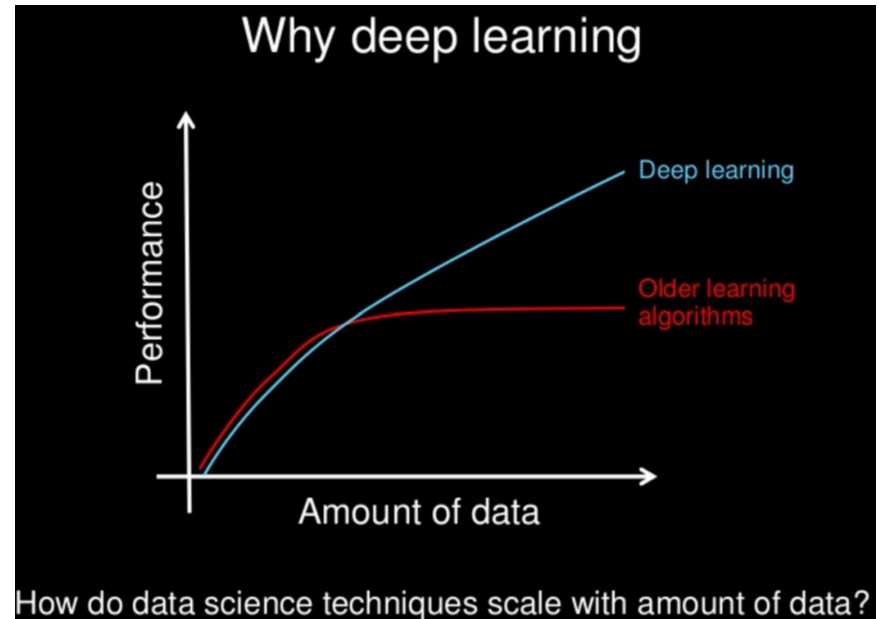 Why deep learning
Deep learning
Older learning
algorithms
Performance
Amount of data
How do data science techniques scale with amount of data?